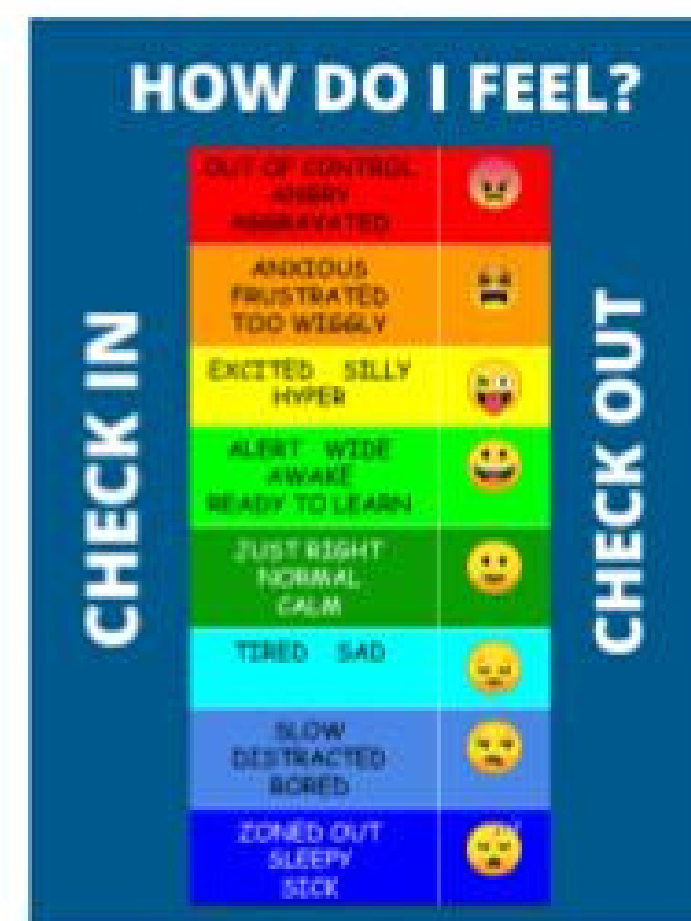 HOW DO I FEEL?
CHECK IN
OUT OF CONTROL
ANGRY
AGGRAVATED
ANXIOUS
FRUSTRATED
TOO WIGGLY
EXCITED SILLY
HYPER
ALERT WIDE
AWAKE
READY TO LEARN
JUST RIGHT
NORMAL
CALM
TIRED SAD
SLOW
DISTRACTED
BORED
ZONED OUT
SLEEPY
SICK
CHECK OUT